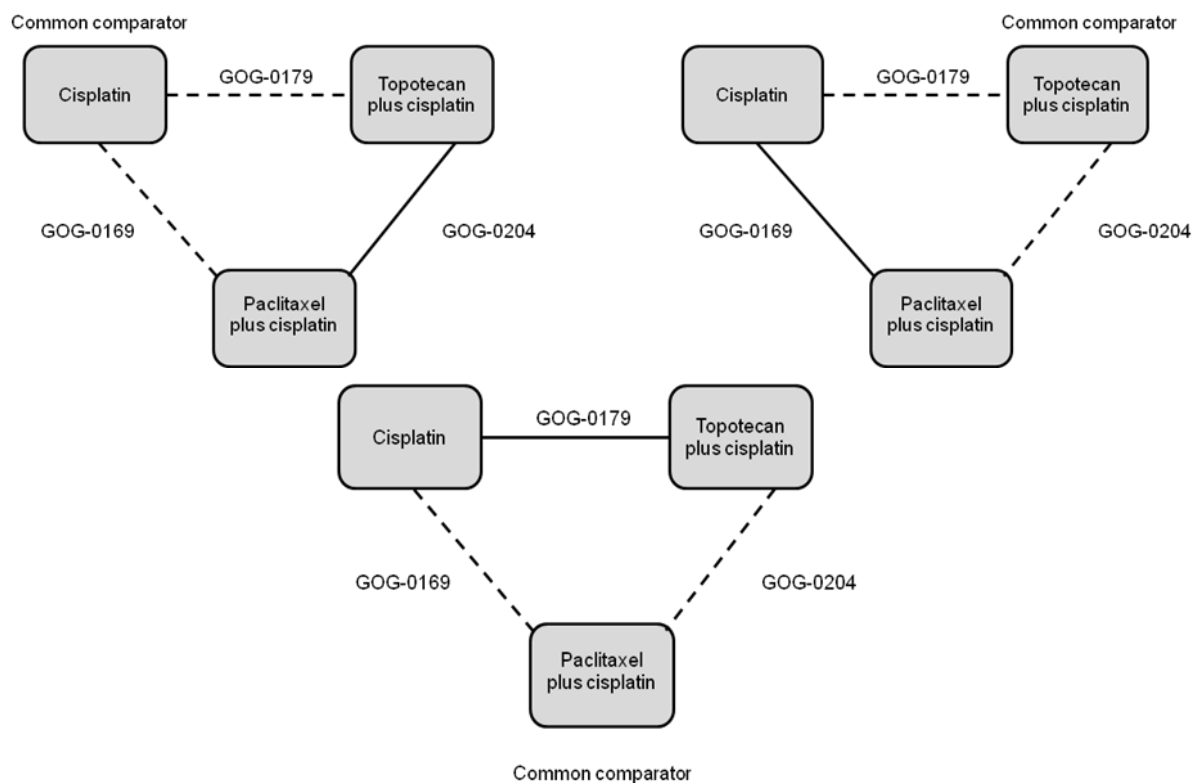 Common comparator
Cisplatin
GOG-0179
Topotecan
plus cisplatin
GOG-0169
GOG-0204
Paclitaxel
plus cisplatin
Common comparator
Cisplatin
GOG-0179
Topotecan
plus cisplatin
GOG-0169
GOG-0204
Paclitaxel
plus cisplatin
Cisplatin
GOG-0179
Topotecan
plus cisplatin
GOG-0169
GOG-0204
Paclitaxel
plus cisplatin
Common comparator